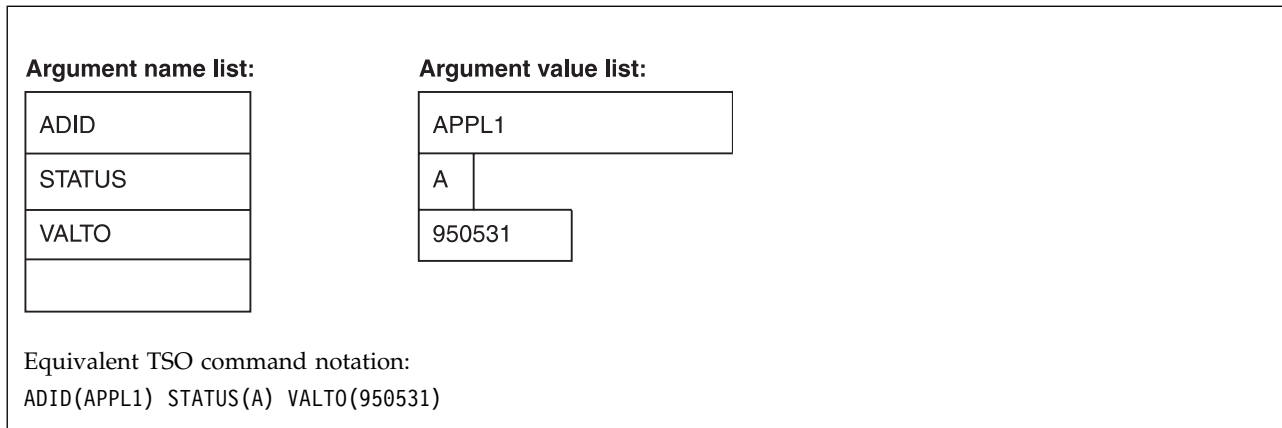 Argument name list: Argument value list:
ADID APPL1
STATUS A
VALTO 950531
Equivalent TSO command notation:
ADID(APPL1) STATUS(A) VALTO(950531)